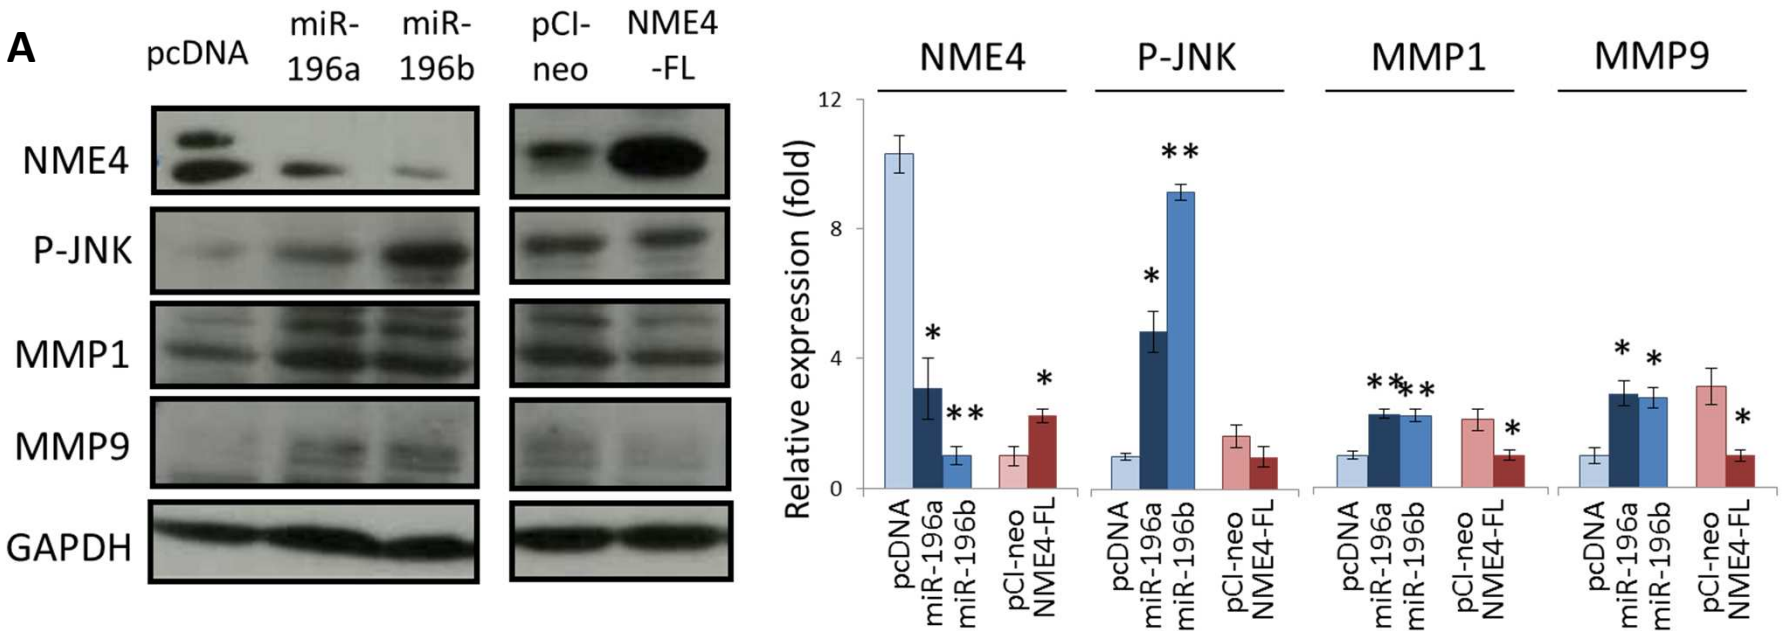 A
pcDNA
miR-
196a
miR-
196b
pCI-
neo
NME4
-FL
NME4
P-JNK
MMP1
MMP9
GAPDH
NME4
P-JNK
MMP1
MMP9
Relative expression (fold)
12
8
4
0
*
**
*
*
**
**
**
*
*
*
*
pcDNA
miR-196a
miR-196b
pCI-neo
NME4-FL
pcDNA
miR-196a
miR-196b
pCI-neo
NME4-FL
pcDNA
miR-196a
miR-196b
pCI-neo
NME4-FL
pcDNA
miR-196a
miR-196b
pCI-neo
NME4-FL